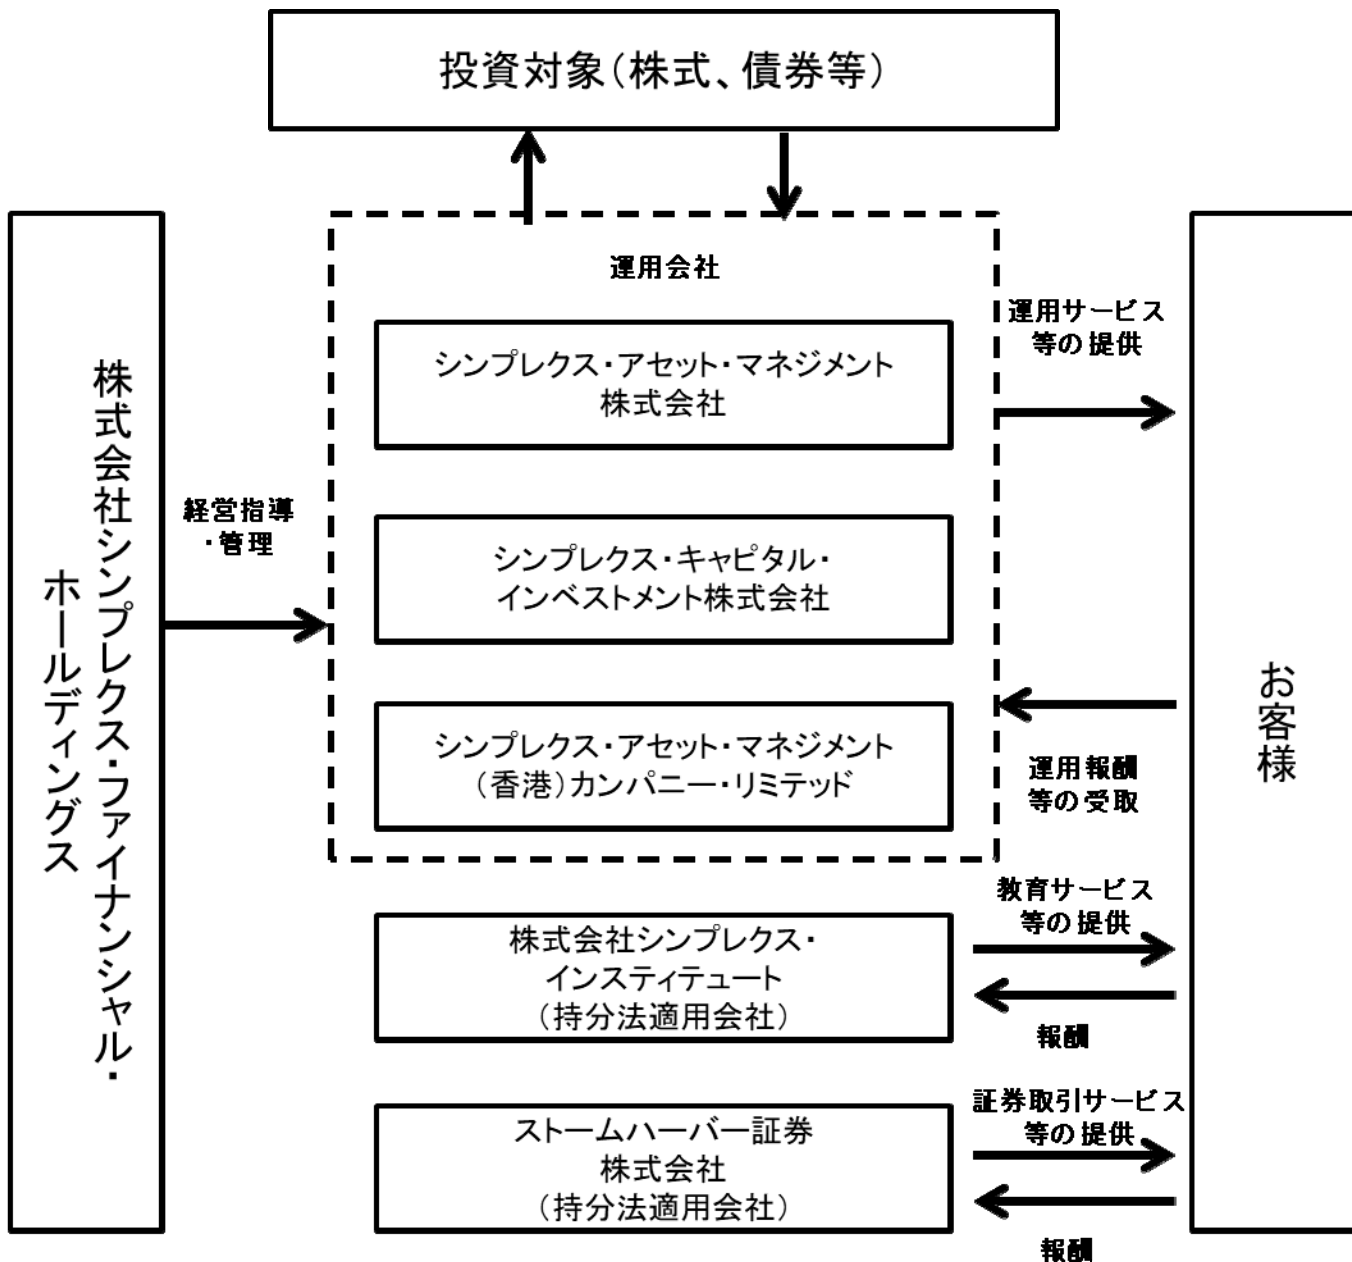 投資対象（株式、債券等）
株式会社シンプレクス・ファイナンシャル・
ホールディングス
経営指導
・管理
運用会社
シンプレクス・アセット・マネジメント
株式会社
シンプレクス・キャピタル・
インベストメント株式会社
シンプレクス・アセット・マネジメント
（香港）カンパニー・リミテッド
運用サービス
等の提供
運用報酬
等の受取
お客様
株式会社シンプレクス・
インスティテュート
（持分法適用会社）
教育サービス
等の提供
報酬
ストームハーバー証券
株式会社
（持分法適用会社）
証券取引サービス
等の提供
報酬